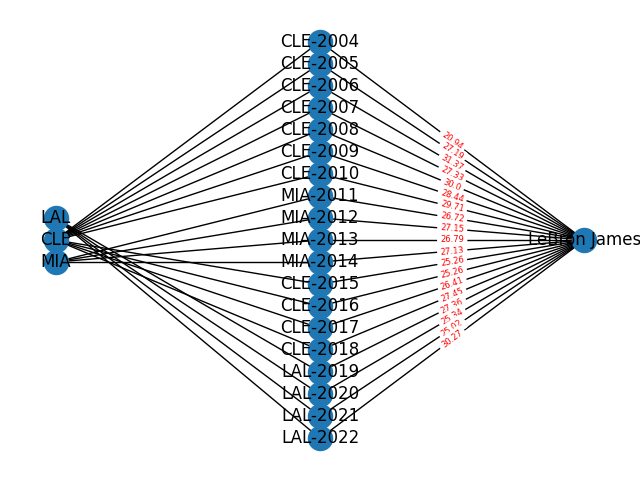 LAL
CLE
MIA
CLE-2004
CLE-2005
CLE-2006
CLE-2007
CLE-2008
CLE-2009
CLE-2010
MIA-2011
MIA-2012
MIA-2013
MIA-2014
CLE-2015
CLE-2016
CLE-2017
CLE-2018
LAL-2019
LAL-2020
LAL-2021
LAL-2022
20.94
27.19
31.37
27.33
30.0
28.44
29.71
26.72
27.15
26.79
27.13
25.26
25.26
26.41
27.45
27.36
25.34
25.02
30.27
LeBron James